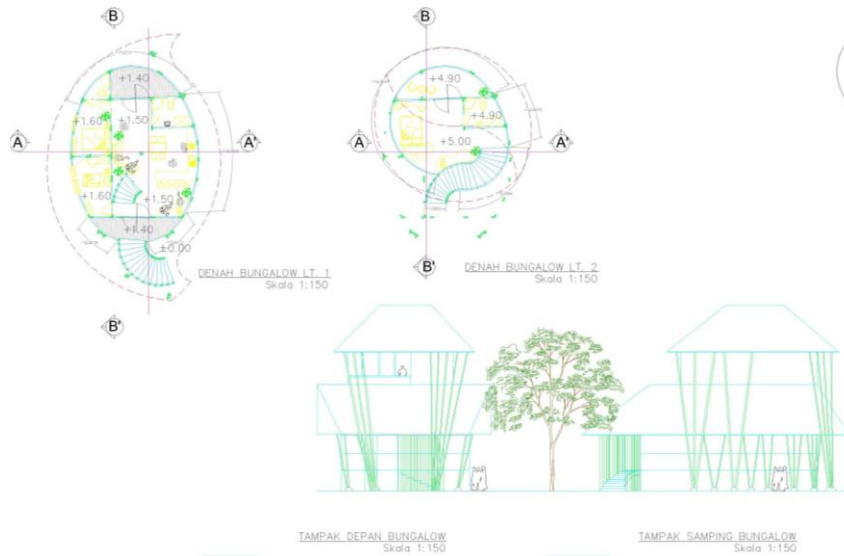 B
B
+1.40
+4.90
+1.50
+1.60
+4.90
A
A'
A
+5.00
A'
+1.60
+1.50
+1.40
±0.00
B'
DENAH BUNGALOW LT. 1
Skala 1:150
DENAH BUNGALOW LT. 2
Skala 1:150
B'
TAMPAK DEPAN BUNGALOW
Skala 1:150
TAMPAK SAMPING BUNGALOW
Skala 1:150